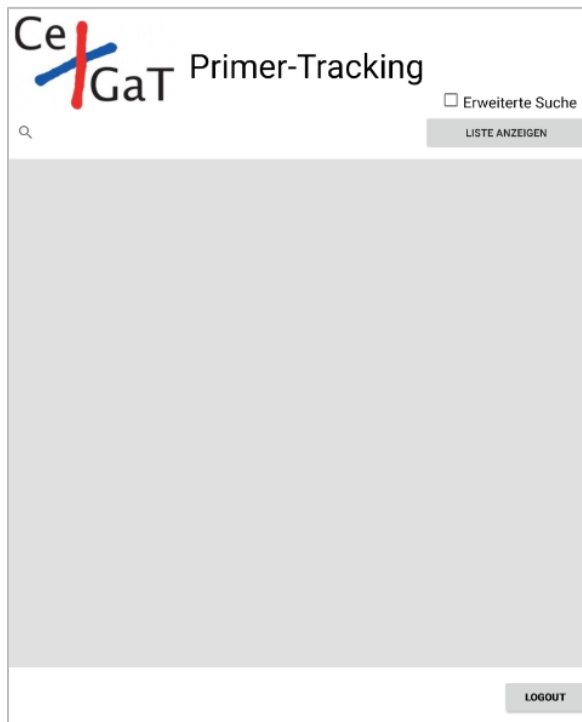 Ce
GaT
Primer-Tracking
Erweiterte Suche
LISTE ANZEIGEN
LOGOUT